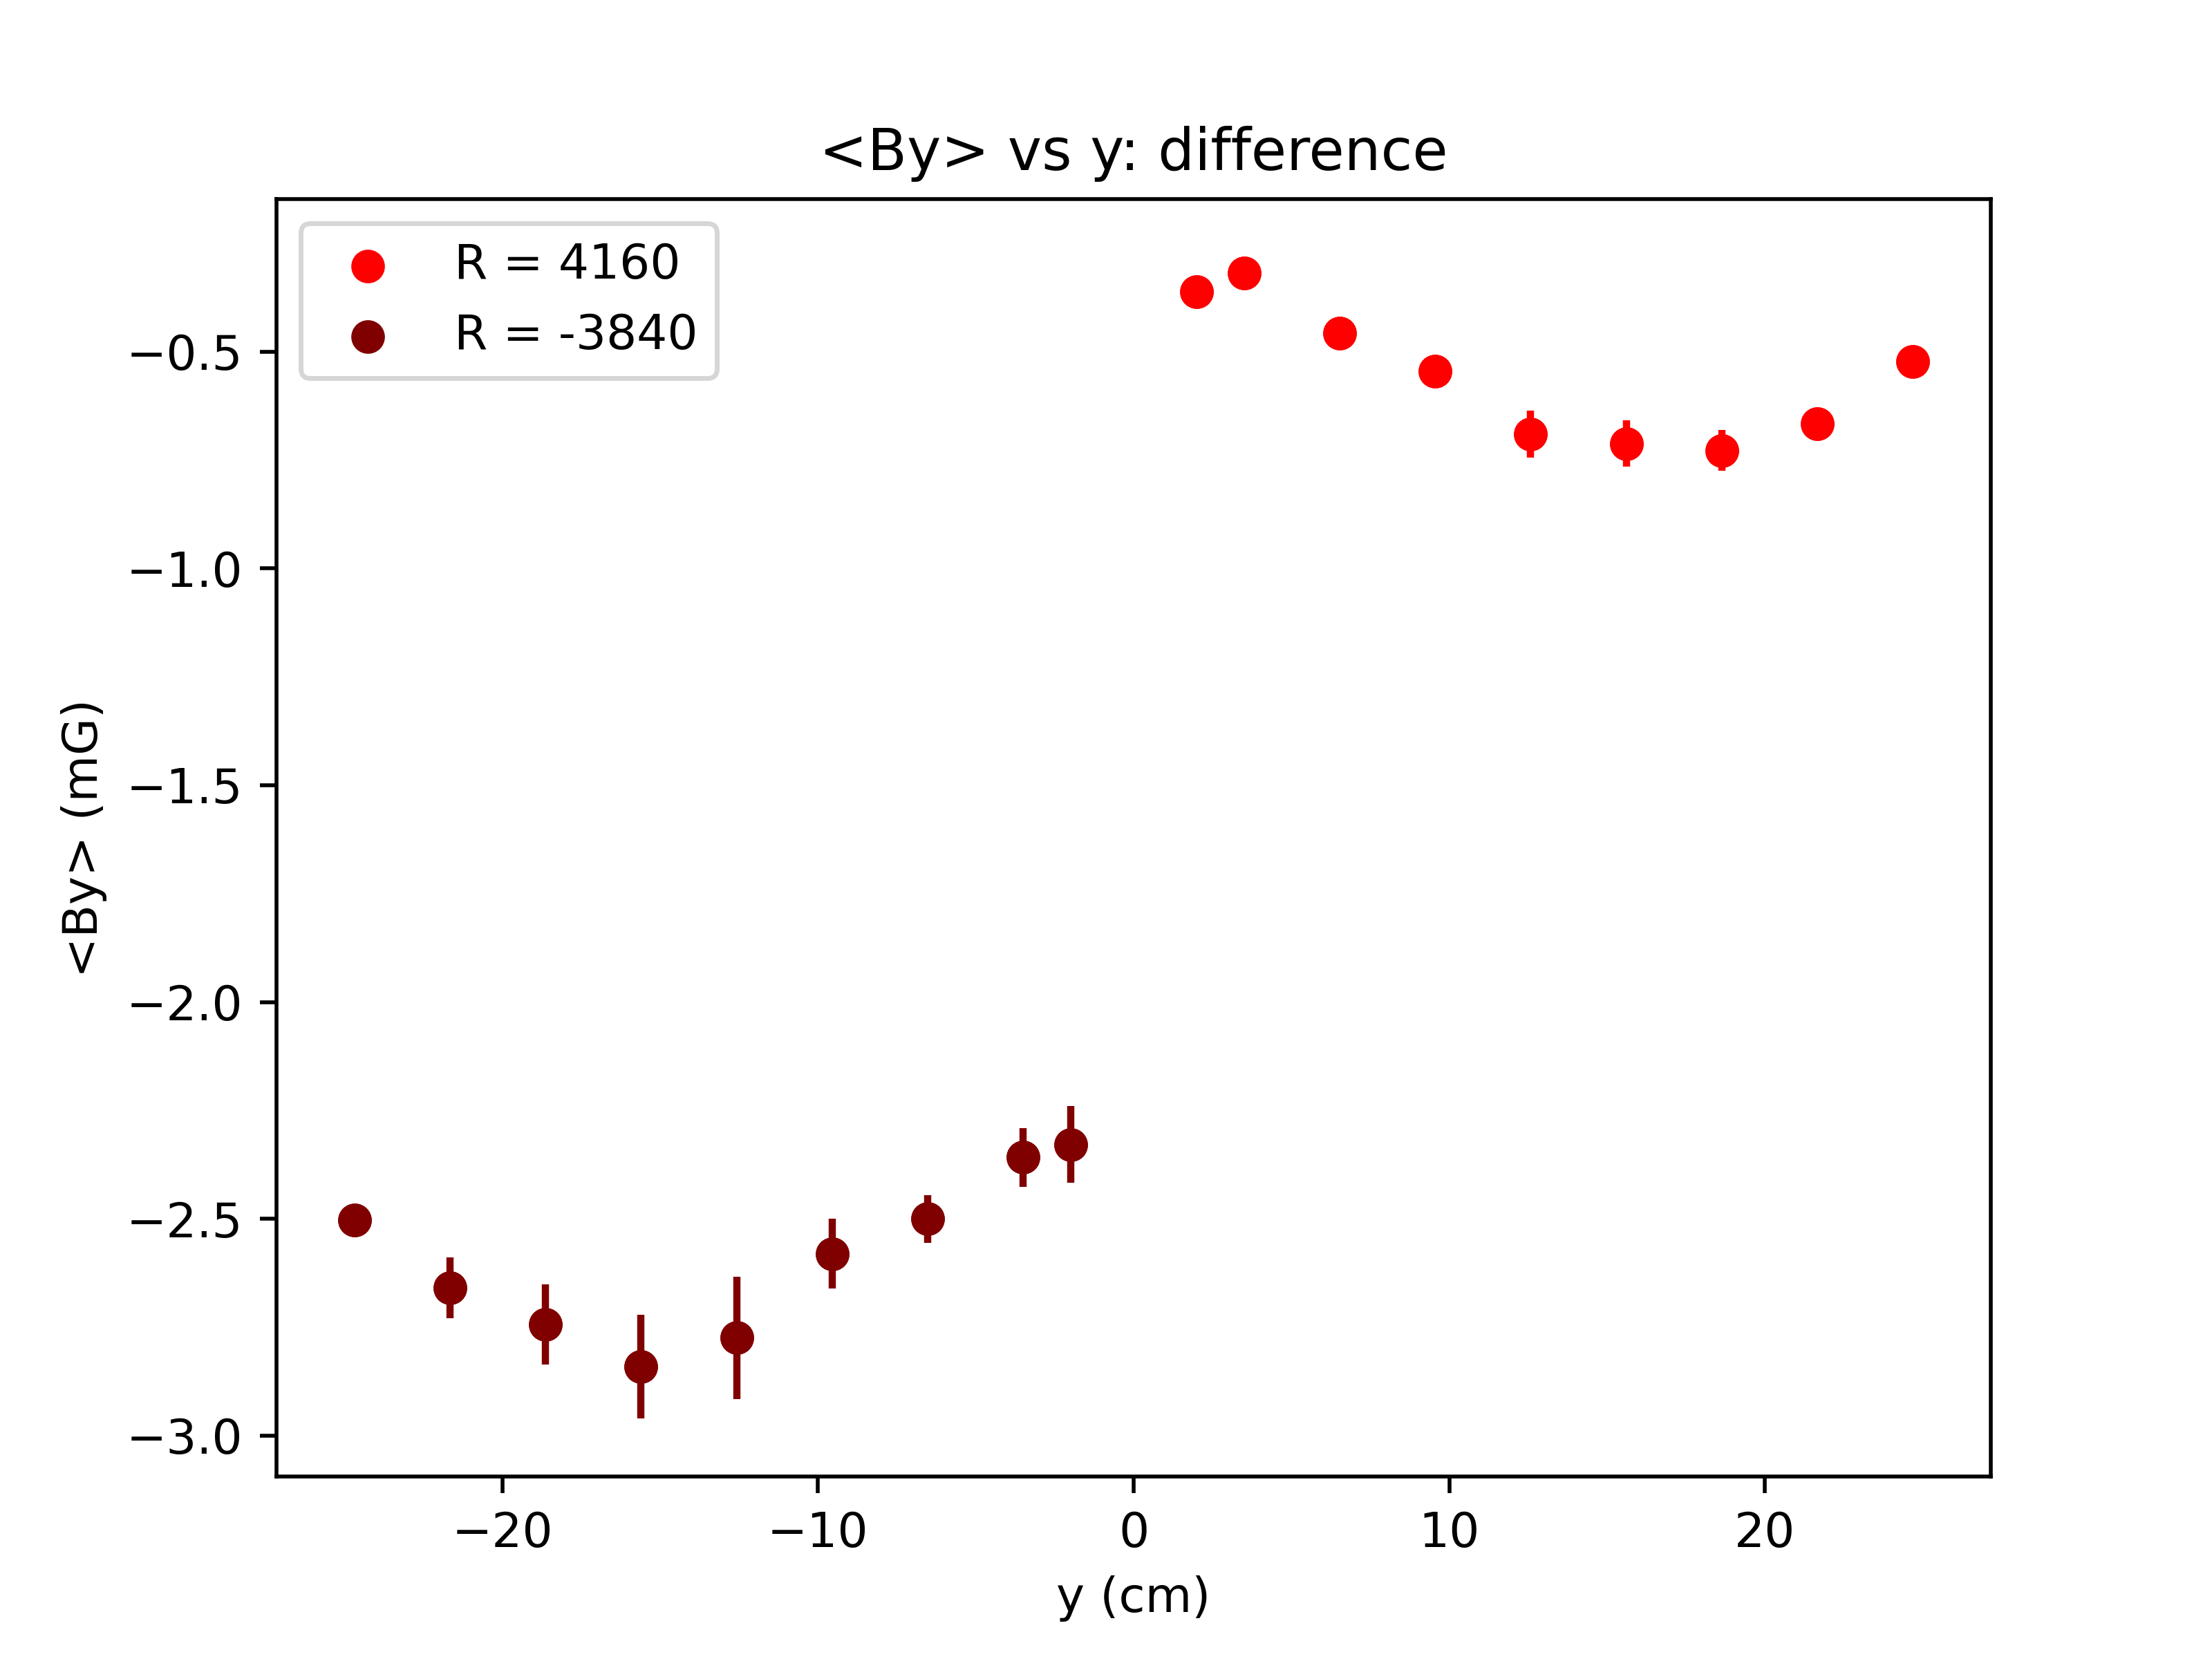 <By> vs y: difference
R = 4160
R = -3840
−0.5
−1.0
−1.5
−2.0
−2.5
−3.0
<By> (mG)
−20 −10 0 10 20
y (cm)